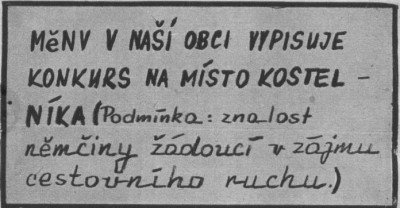 MěNV V NAŠÍ OBCI VYPISUJE
KONKURS NA MÍSTO KOSTEL -
NÍKA (Podmínka: znalost
němčiny žádoucí v zájmu
cestovního ruchu.)